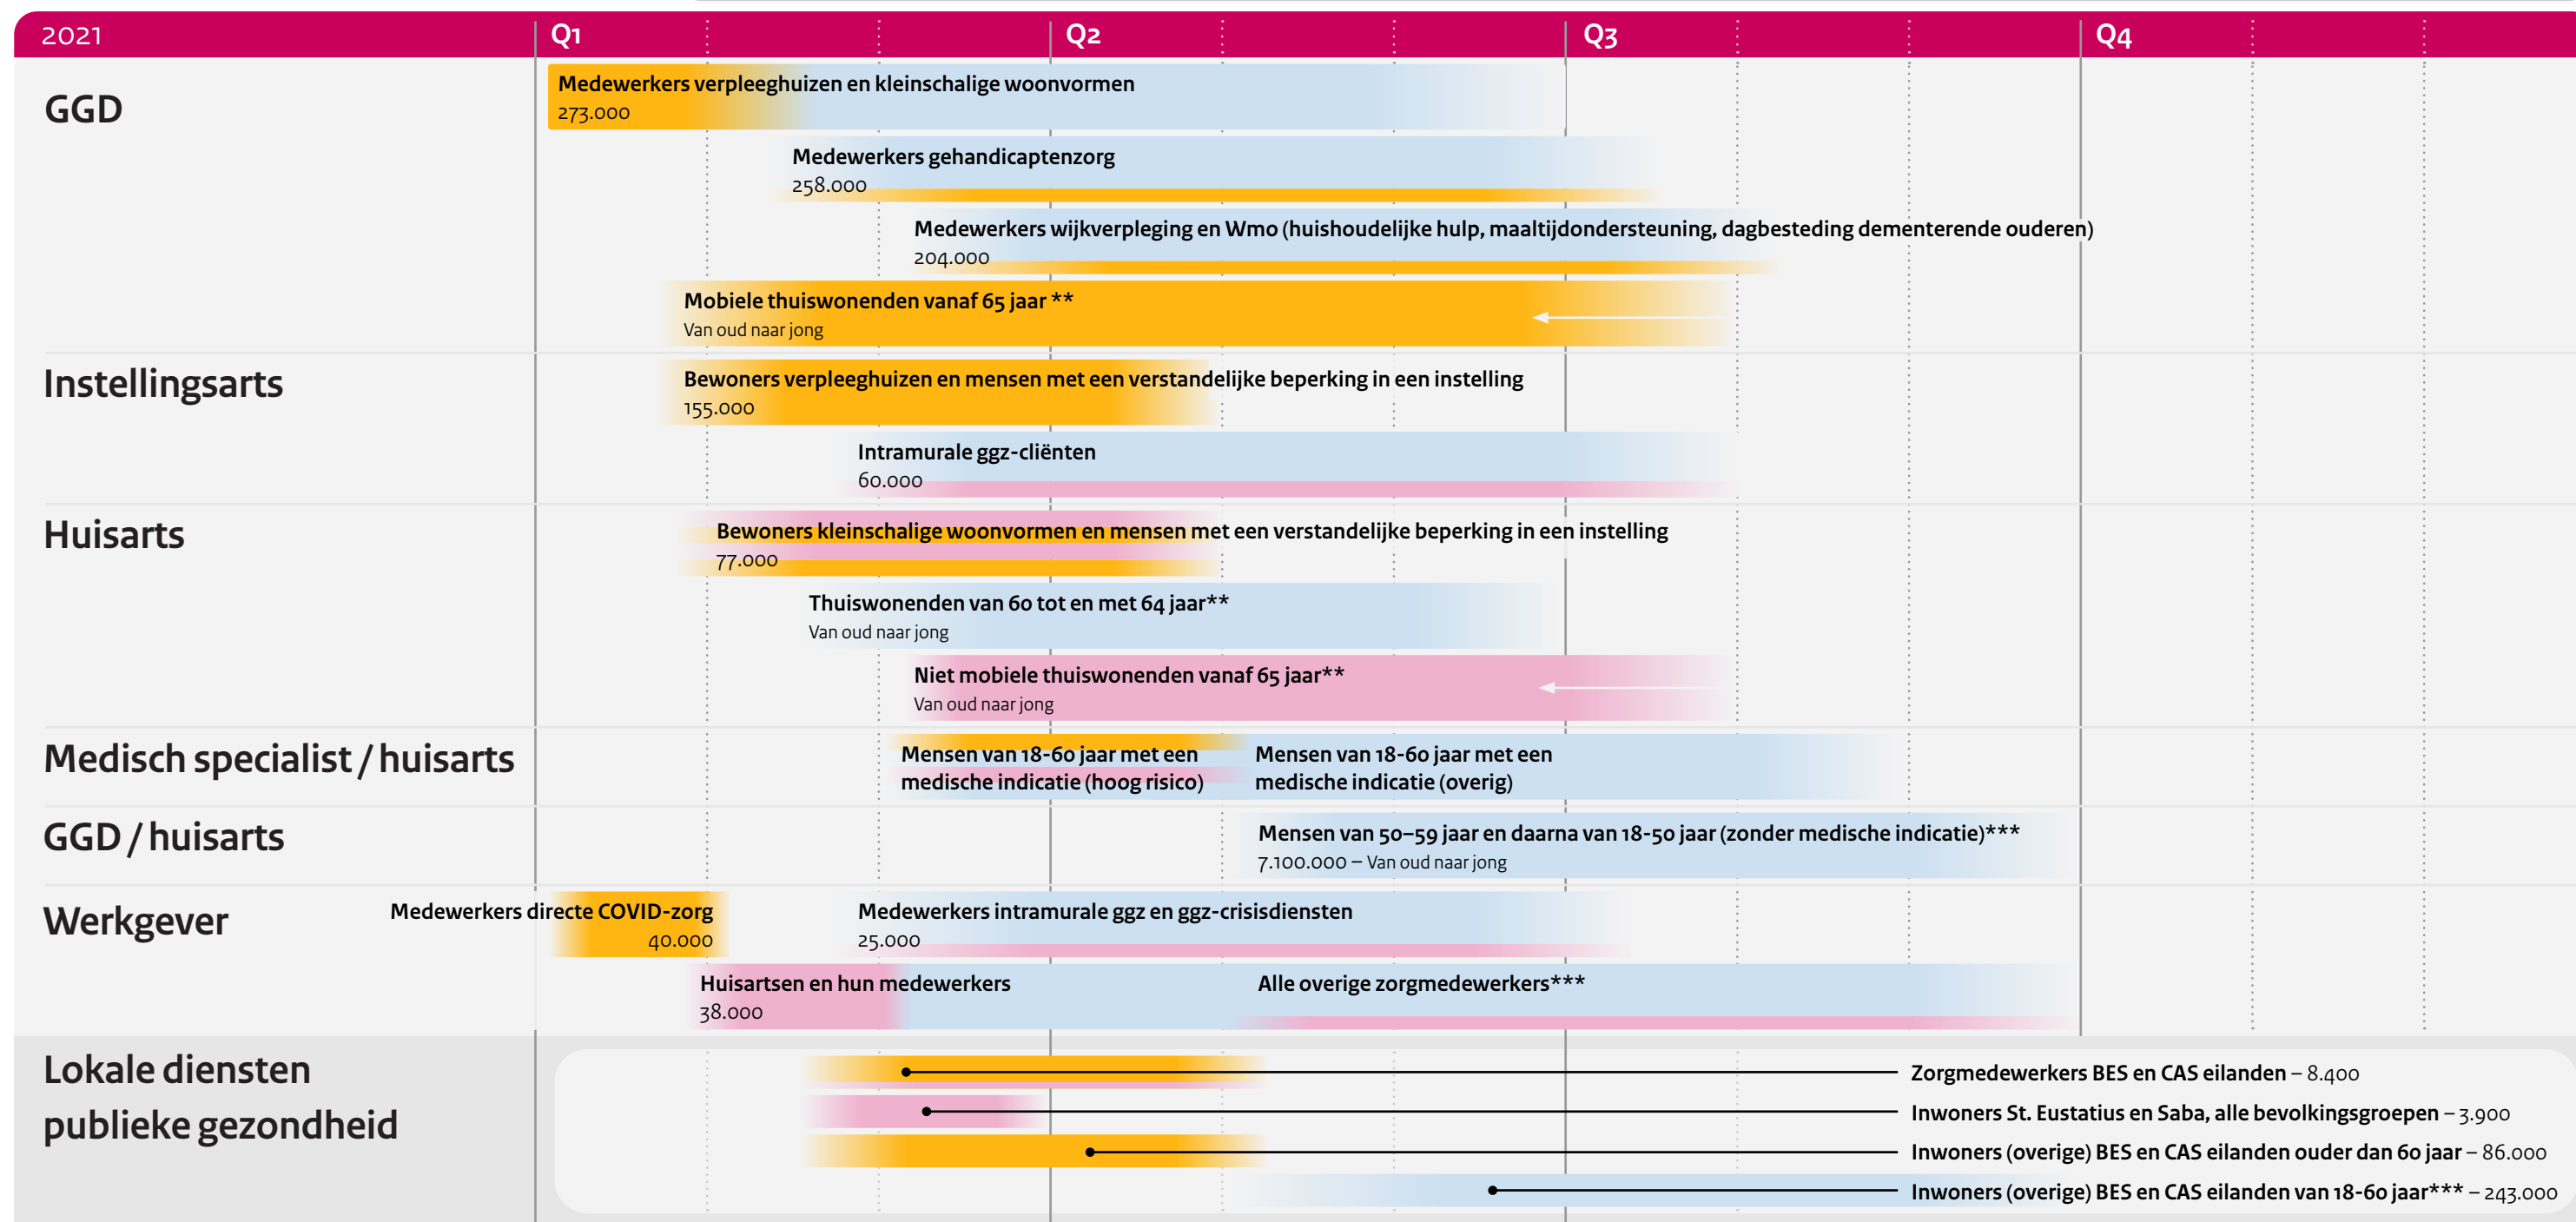 2021 Q1 Q2 Q3 Q4
GGD
Medewerkers verpleeghuizen en kleinschalige woonvormen
273.000
Medewerkers gehandicaptenzorg
258.000
Medewerkers wijkverpleging en Wmo (huishoudelijke hulp, maaltijdondersteuning, dagbesteding dementerende ouderen)
204.000
Mobiele thuiswonenden vanaf 65 jaar **
Van oud naar jong
Instellingsarts
Bewoners verpleeghuizen en mensen met een verstandelijke beperking in een instelling
155.000
Intramurale ggz-cliënten
60.000
Huisarts
Bewoners kleinschalige woonvormen en mensen met een verstandelijke beperking in een instelling
77.000
Thuiswonenden van 60 tot en met 64 jaar**
Van oud naar jong
Niet mobiele thuiswonenden vanaf 65 jaar**
Van oud naar jong
Medisch specialist / huisarts
Mensen van 18-60 jaar met een
medische indicatie (hoog risico)
Mensen van 18-60 jaar met een
medische indicatie (overig)
GGD / huisarts
Mensen van 50–59 jaar en daarna van 18-50 jaar (zonder medische indicatie)***
7.100.000 – Van oud naar jong
Werkgever
Medewerkers directe COVID-zorg
40.000
Medewerkers intramurale ggz en ggz-crisisdiensten
25.000
Huisartsen en hun medewerkers
38.000
Alle overige zorgmedewerkers***
Lokale diensten
publieke gezondheid
Zorgmedewerkers BES en CAS eilanden – 8.400
Inwoners St. Eustatius en Saba, alle bevolkingsgroepen – 3.900
Inwoners (overige) BES en CAS eilanden ouder dan 60 jaar – 86.000
Inwoners (overige) BES en CAS eilanden van 18-60 jaar*** – 243.000